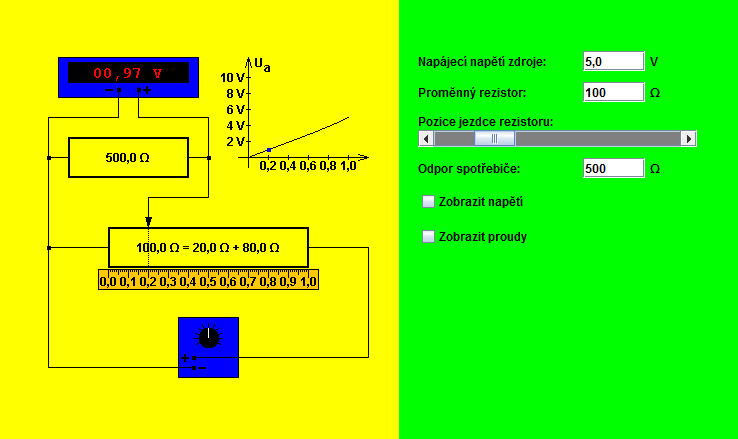 00,97 V
- +
500,0 Ω
Ua
10 V
8 V
6 V
4 V
2 V
0,2 0,4 0,6 0,8 1,0
100,0 Ω = 20,0 Ω + 80,0 Ω
0,0 0,1 0,2 0,3 0,4 0,5 0,6 0,7 0,8 0,9 1,0
+
-
Napájecí napětí zdroje: 5,0 V
Proměnný rezistor: 100 Ω
Pozice jezdce rezistoru:
Odpor spotřebiče: 500 Ω
Zobrazit napětí
Zobrazit proudy